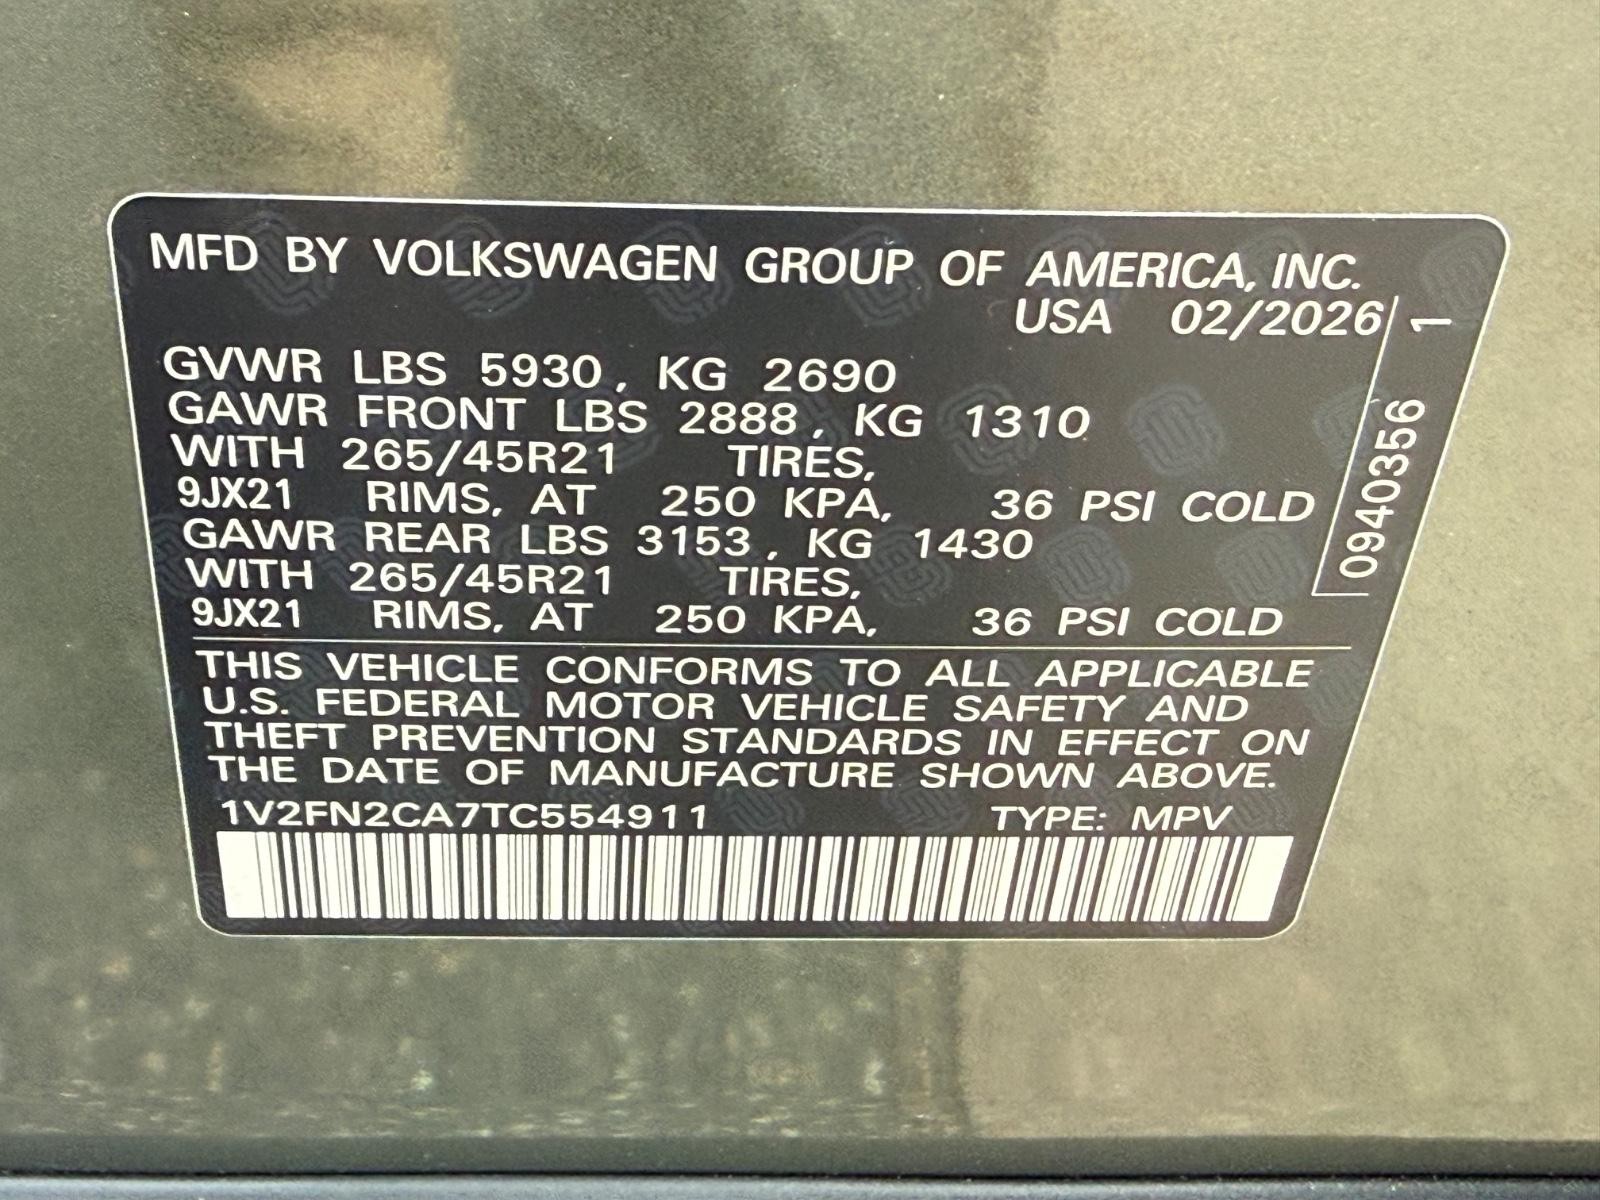 MFD BY VOLKSWAGEN GROUP OF AMERICA, INC.
USA 02/2026
GVWR LBS 5930, KG 2690
GAWR FRONT LBS 2888, KG 1310
WITH 265/45R21 TIRES,
9JX21 RIMS, AT 250 KPA, 36 PSI COLD
GAWR REAR LBS 3153, KG 1430
WITH 265/45R21 TIRES,
9JX21 RIMS, AT 250 KPA, 36 PSI COLD
THIS VEHICLE CONFORMS TO ALL APPLICABLE
U.S. FEDERAL MOTOR VEHICLE SAFETY AND
THEFT PREVENTION STANDARDS IN EFFECT ON
THE DATE OF MANUFACTURE SHOWN ABOVE.
1V2FN2CA7TC554911 TYPE: MPV
0940356 1